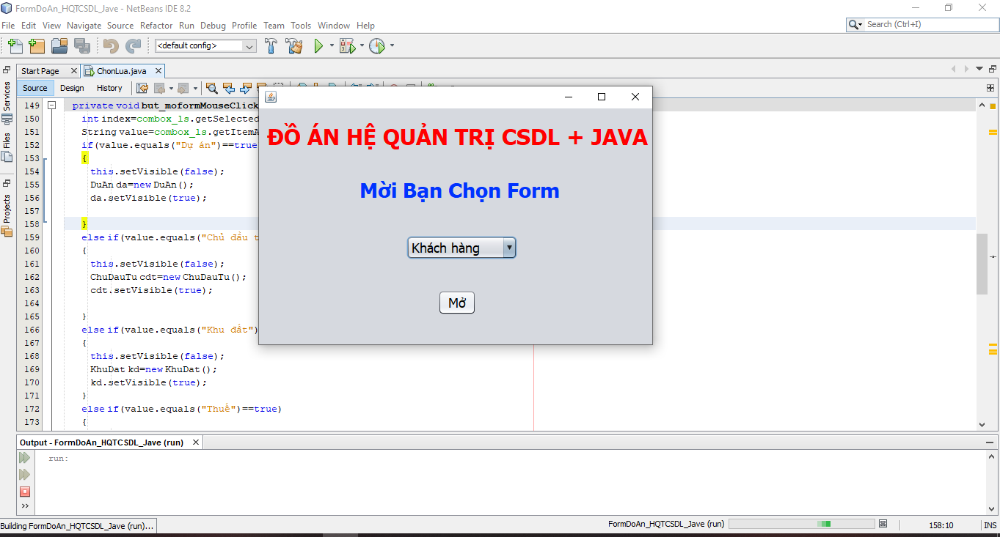 FormDoAn_HQTCSDL_Jave - NetBeans IDE 8.2
File Edit View Navigate Source Refactor Run Debug Profile Team Tools Window Help
Search (Ctrl+I)
<default config>
Start Page
ChonLua.java
Source Design History
Services
Files
Projects
149 private void but_moformMouseClick
150 int index=combox_ls.getSelected
151 String value=combox_ls.getItemA
152 if(value.equals("Dự án")==true
153 {
154 this.setVisible(false);
155 DuAn da=new DuAn();
156 da.setVisible(true);
157
158 }
159 else if(value.equals("Chủ đầu t
160 {
161 this.setVisible(false);
162 ChuDauTu cdt=new ChuDauTu();
163 cdt.setVisible(true);
164
165 }
166 else if(value.equals("Khu đất")
167 {
168 this.setVisible(false);
169 KhuDat kd=new KhuDat();
170 kd.setVisible(true);
171 }
172 else if(value.equals("Thuế")==true)
173 {
ĐỒ ÁN HỆ QUẢN TRỊ CSDL + JAVA
Mời Bạn Chọn Form
Khách hàng
Mở
Output - FormDoAn_HQTCSDL_Jave (run)
run:
Building FormDoAn_HQTCSDL_Jave (run)...
FormDoAn_HQTCSDL_Jave (run)
158:10
INS